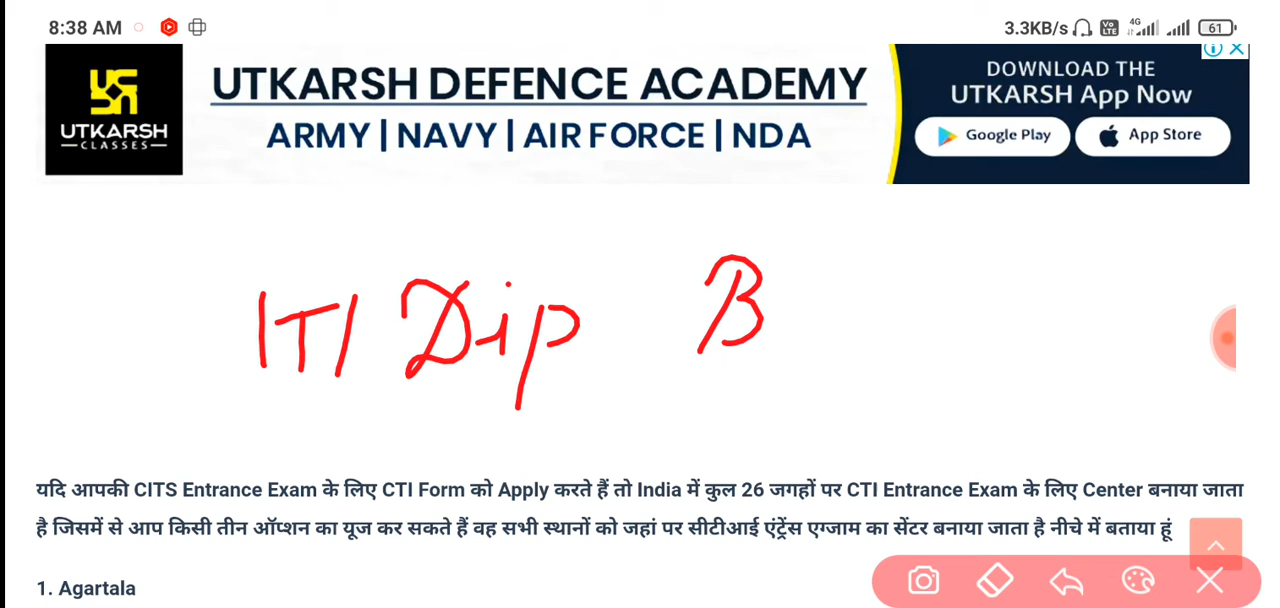 8:38 AM 3.3KB/s Vo LTE 4G 61
UTKARSH
CLASSES
UTKARSH DEFENCE ACADEMY
ARMY | NAVY | AIR FORCE | NDA
DOWNLOAD THE
UTKARSH App Now
Google Play App Store
ITI Dip B
यदि आपकी CITS Entrance Exam के लिए CTI Form को Apply करते हैं तो India में कुल 26 जगहों पर CTI Entrance Exam के लिए Center बनाया जाता
है जिसमें से आप किसी तीन ऑप्शन का यूज कर सकते हैं वह सभी स्थानों को जहां पर सीटीआई एंट्रेंस एग्जाम का सेंटर बनाया जाता है नीचे में बताया हूं
1. Agartala